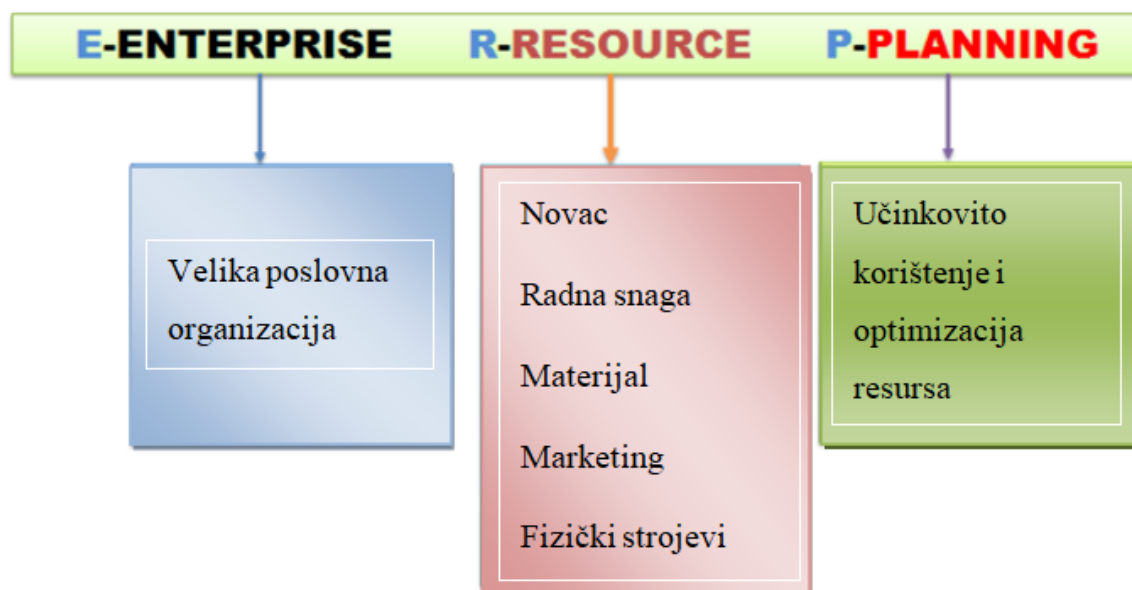 E-ENTERPRISE R-RESOURCE P-PLANNING
Velika poslovna
organizacija
Novac
Radna snaga
Materijal
Marketing
Fizički strojevi
Učinkovito
korištenje i
optimizacija
resursa